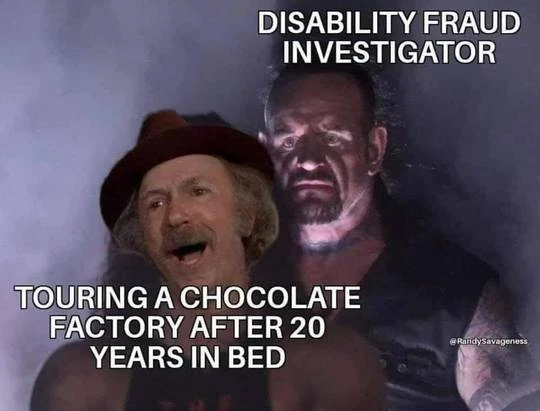 DISABILITY FRAUD
INVESTIGATOR
TOURING A CHOCOLATE
FACTORY AFTER 20
YEARS IN BED
@RandySavageness